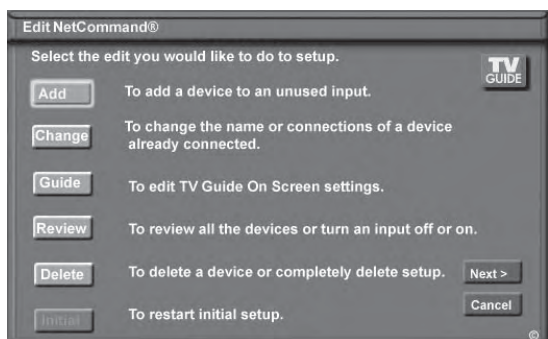 Edit NetCommand®
Select the edit you would like to do to setup.
TV
GUIDE
Add
To add a device to an unused input.
Change
To change the name or connections of a device
already connected.
Guide
To edit TV Guide On Screen settings.
Review
To review all the devices or turn an input off or on.
Delete
To delete a device or completely delete setup.
Next >
Initial
To restart initial setup.
Cancel
©